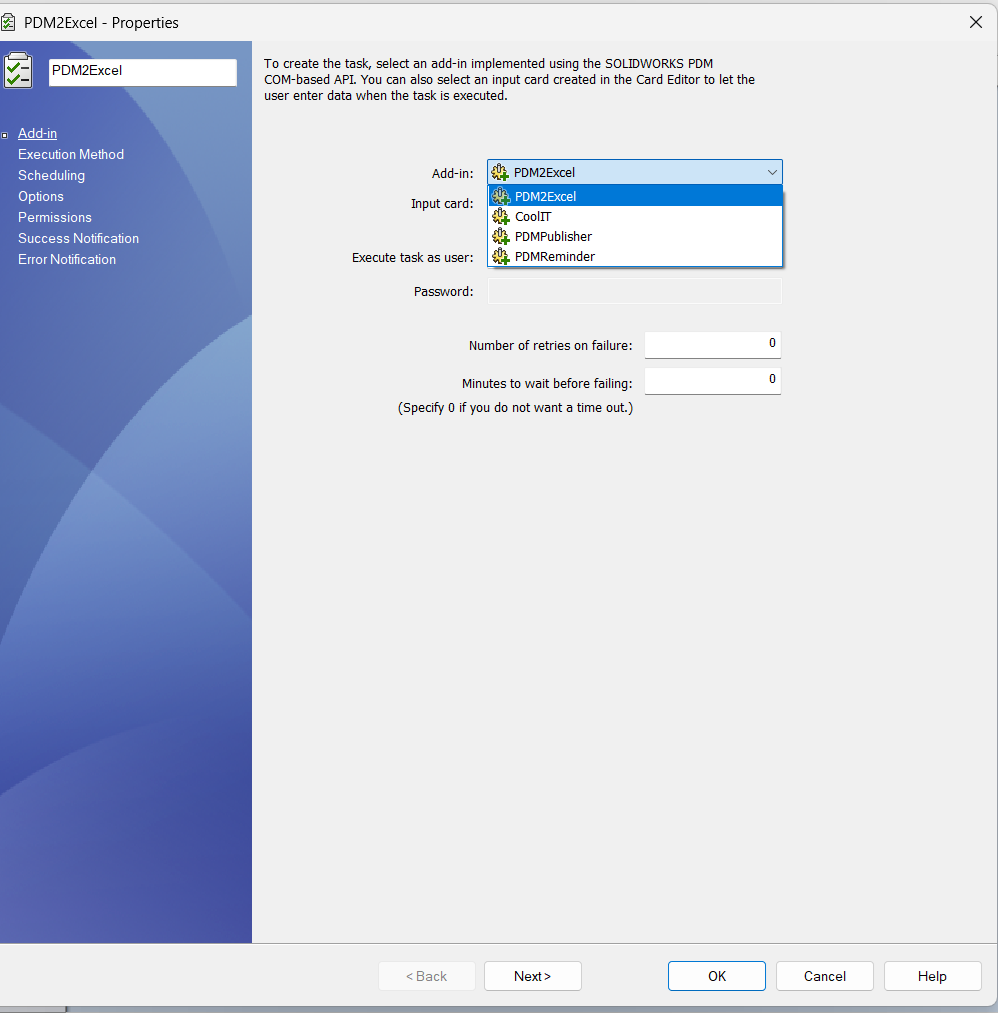 PDM2Excel - Properties
PDM2Excel
Add-in
Execution Method
Scheduling
Options
Permissions
Success Notification
Error Notification
To create the task, select an add-in implemented using the SOLIDWORKS PDM
COM-based API. You can also select an input card created in the Card Editor to let the
user enter data when the task is executed.
Add-in: PDM2Excel
Input card:
PDM2Excel
CoolIT
PDMPublisher
PDMReminder
Execute task as user:
Password:
Number of retries on failure: 0
Minutes to wait before failing: 0
(Specify 0 if you do not want a time out.)
< Back Next > OK Cancel Help